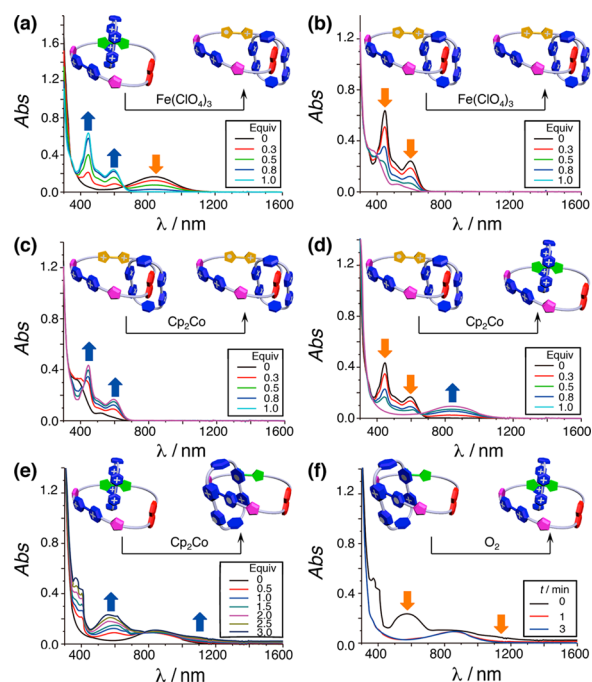 (a)
Abs
1.6
1.2
0.8
0.4
0.0
400 800 1200 1600
λ / nm
Fe(ClO₄)₃
Equiv
0
0.3
0.5
0.8
1.0
(b)
Abs
1.2
0.8
0.4
0.0
400 800 1200 1600
λ / nm
Fe(ClO₄)₃
Equiv
0
0.3
0.5
0.8
1.0
(c)
Abs
1.2
0.8
0.4
0.0
400 800 1200 1600
λ / nm
Cp₂Co
Equiv
0
0.3
0.5
0.8
1.0
(d)
Abs
1.2
0.8
0.4
0.0
400 800 1200 1600
λ / nm
Cp₂Co
Equiv
0
0.3
0.5
0.8
1.0
(e)
Abs
1.2
0.8
0.4
0.0
400 800 1200 1600
λ / nm
Cp₂Co
Equiv
0
0.5
1.0
1.5
2.0
2.5
3.0
(f)
Abs
1.2
0.8
0.4
0.0
400 800 1200 1600
λ / nm
O₂
t / min
0
1
3